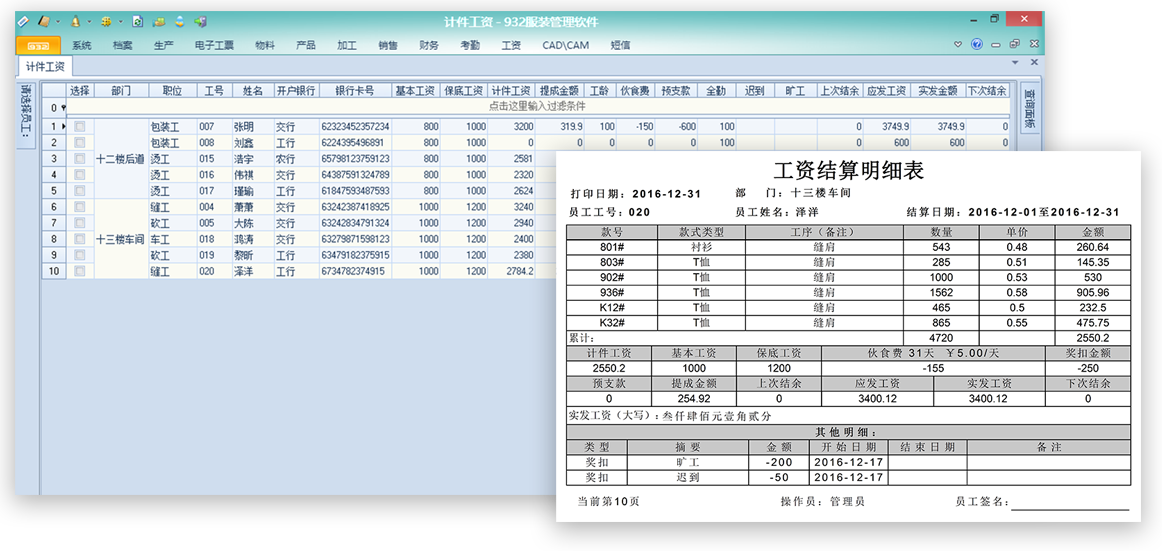 计件工资 - 932服装管理软件
系统 档案 生产 电子工票 物料 产品 加工 销售 财务 考勤 工资 CAD\CAM 短信
计件工资
请选择员工:
查询面板
选择 部门 职位 工号 姓名 开户银行 银行卡号 基本工资 保底工资 计件工资 提成金额 工龄 伙食费 预支款 全勤 迟到 旷工 上次结余 应发工资 实发金额 下次结余
0 点击这里输入过滤条件
1 包装工 007 张明 交行 62323452357234 800 1000 3200 319.9 100 -150 -600 100 0 3749.9 3749.9 0
2 包装工 008 刘鑫 工行 6224395496891 800 1000 0 0 0 0 0 100 0 600 600 0
3 十二楼后道 烫工 015 浩宇 农行 65798123759123 800 1000 2581
4 烫工 016 伟祺 交行 64387591324789 800 1000 2320
5 烫工 017 瑾瑜 工行 61847593487593 800 1000 2624
6 缝工 004 萧萧 交行 63242387418925 1000 1200 3240
7 砍工 005 大陈 交行 63242834791324 1000 1200 2940
8 十三楼车间 车工 018 鸿涛 交行 63279871598123 1000 1200 2400
9 砍工 019 黎昕 工行 63479182375915 1000 1200 2380
10 缝工 020 泽洋 工行 6734782374915 1000 1200 2784.2
工资结算明细表
打印日期：2016-12-31 部 门：十三楼车间
员工工号：020 员工姓名：泽洋 结算日期：2016-12-01至2016-12-31
款号 款式类型 工序（备注） 数量 单价 金额
801# 衬衫 缝肩 543 0.48 260.64
803# T恤 缝肩 285 0.51 145.35
902# T恤 缝肩 1000 0.53 530
936# T恤 缝肩 1562 0.58 905.96
K12# T恤 缝肩 465 0.5 232.5
K32# T恤 缝肩 865 0.55 475.75
累计： 4720 2550.2
计件工资 基本工资 保底工资 伙食费 31天 ￥5.00/天 奖扣金额
2550.2 1000 1200 -155 -250
预支款 提成金额 上次结余 应发工资 实发工资 下次结余
0 254.92 0 3400.12 3400.12 0
实发工资（大写）：叁仟肆佰元壹角贰分
其他明细：
类型 摘要 金额 开始日期 结束日期 备注
奖扣 旷工 -200 2016-12-17
奖扣 迟到 -50 2016-12-17
当前第10页 操作员：管理员 员工签名：